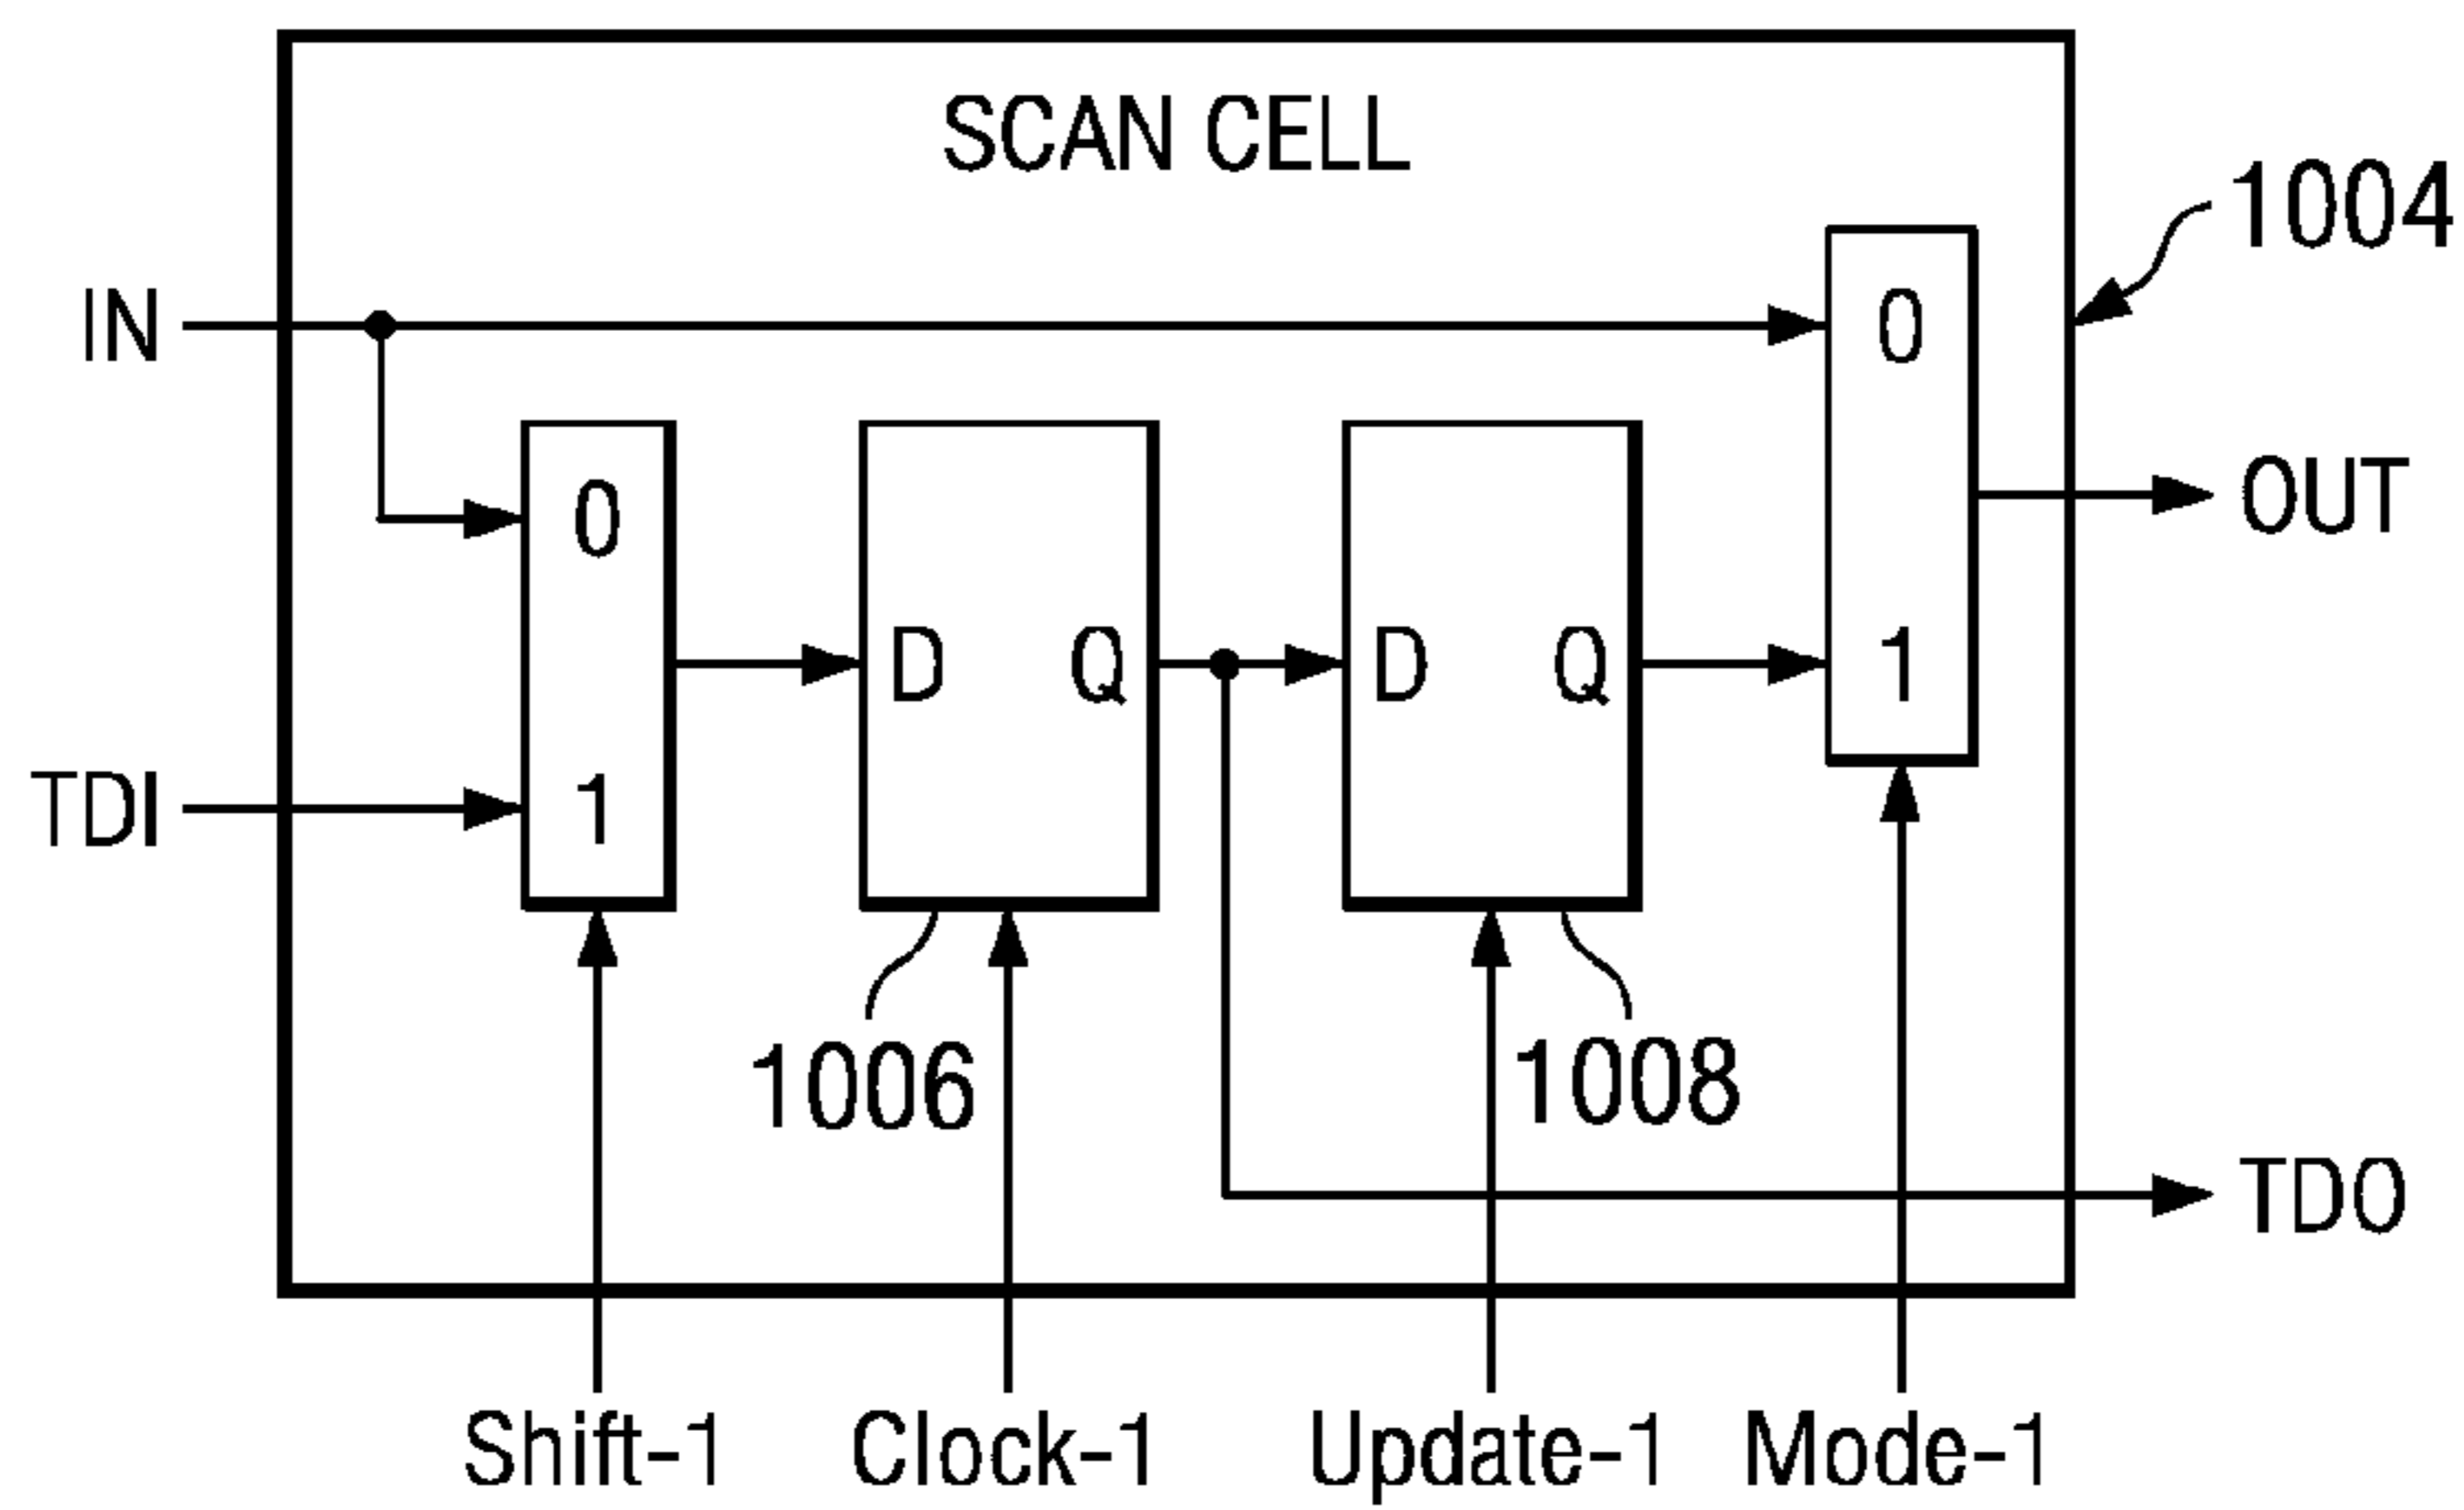 SCAN CELL
1004
IN
0
0
OUT
D Q
D Q
1
TDI
1
1006
1008
TDO
Shift-1
Clock-1
Update-1
Mode-1